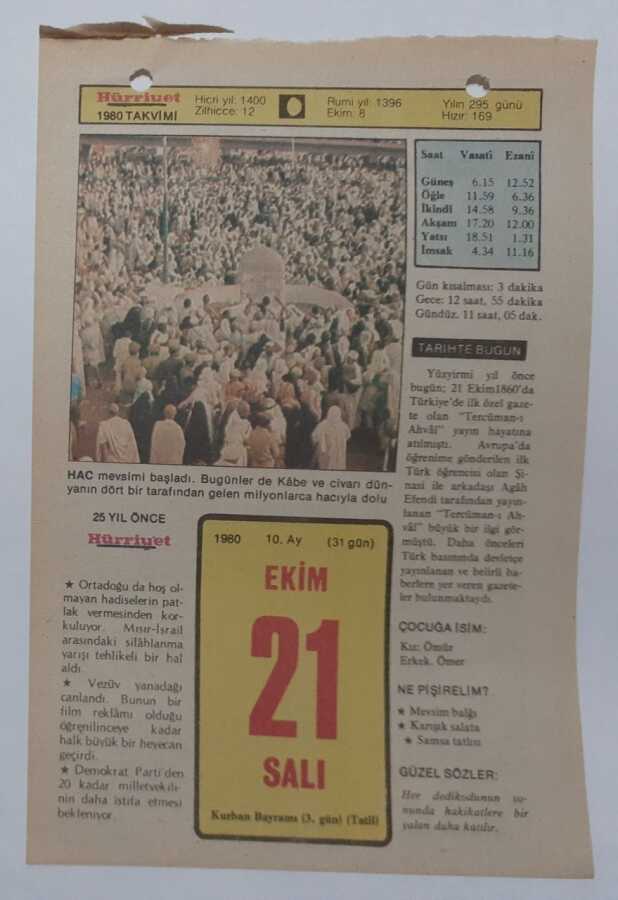 Hürriyet
1980 TAKVİMİ
Hicri yıl: 1400
Zilhicce: 12
Rumi yıl: 1396
Ekim: 8
Yılın 295. günü
Hızır: 169
Saat Vasatî Ezanî
Güneş 6.15 12.52
Öğle 11.59 6.36
İkindi 14.58 9.36
Akşam 17.20 12.00
Yatsı 18.51 1.31
İmsak 4.34 11.16
Gün kısalması: 3 dakika
Gece: 12 saat, 55 dakika
Gündüz. 11 saat, 05 dak.
HAC mevsimi başladı. Bugünler de Kâbe ve civarı dün-
yanın dört bir tarafından gelen milyonlarca hacıyla dolu
TARİHTE BUGÜN
Yüzyirmi yıl önce
bugün; 21 Ekim1860'da
Türkiye'de ilk özel gaze-
te olan "Tercüman-ı
Ahvâl" yayın hayatına
atılmıştı. Avrupa'da
öğrenime gönderilen ilk
Türk öğrencisi olan Şi-
nasi ile arkadaşı Agâh
Efendi tarafından yayın-
lanan "Tercüman-ı Ah-
vâl" büyük bir ilgi gör-
müştü. Daha önceleri
Türk basınında devletçe
yayınlanan ve belirli ha-
berlere yer veren gazete-
ler bulunmaktaydı.
25 YIL ÖNCE
Hürriyet
★ Ortadoğu da hoş ol-
mayan hadiselerin pat-
lak vermesinden kor-
kuluyor. Mısır-İsrail
arasındaki silâhlanma
yarışı tehlikeli bir hal
aldı.
★ Vezüv yanadağı
canlandı. Bunun bir
film reklâmı olduğu
öğrenilinceye kadar
halk büyük bir heyecan
geçirdi.
★ Demokrat Parti'den
20 kadar milletvekili-
nin daha istifa etmesi
bekleniyor.
1980 10. Ay (31 gün)
EKİM
21
SALI
Kurban Bayramı (3. gün) (Tatil)
ÇOCUĞA İSİM:
Kız: Ömür
Erkek. Ömer
NE PİŞİRELİM?
★ Mevsim balığı
★ Karışık salata
★ Samsa tatlısı
GÜZEL SÖZLER:
Her dedikodunun so-
nunda hakikatlere bir
yalan daha katılır.